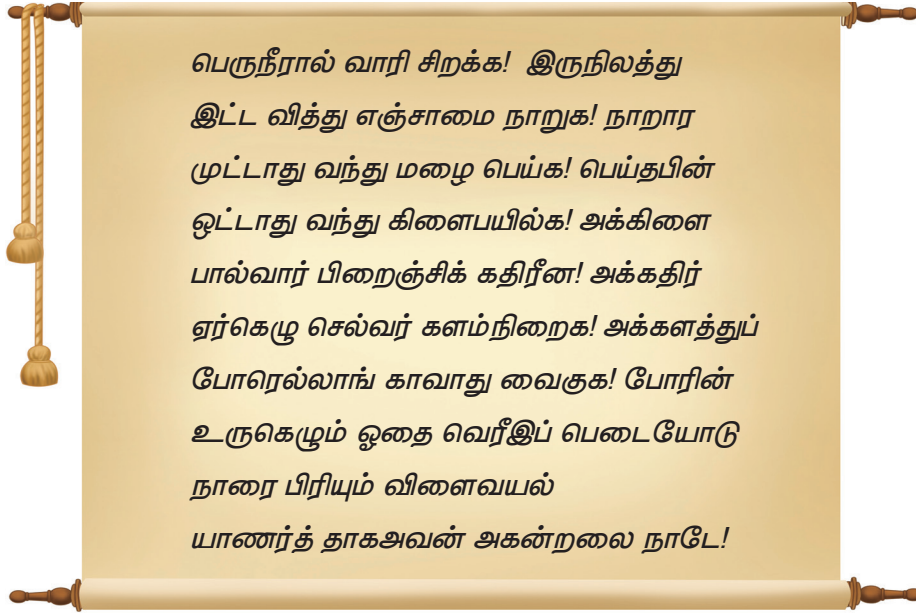 பெருநீரால் வாரி சிறக்க! இருநிலத்து
இட்ட வித்து எஞ்சாமை நாறுக! நாறார
முட்டாது வந்து மழை பெய்க! பெய்தபின்
ஒட்டாது வந்து கிளைபயில்க! அக்கிளை
பால்வார் பிறைஞ்சிக் கதிரீன! அக்கதிர்
ஏர்கெழு செல்வர் களம்நிறைக! அக்களத்துப்
போரெல்லாங் காவாது வைகுக! போரின்
உருகெழும் ஓதை வெரீஇப் பெடையோடு
நாரை பிரியும் விளைவயல்
யாணர்த் தாகஅவன் அகன்றலை நாடே!